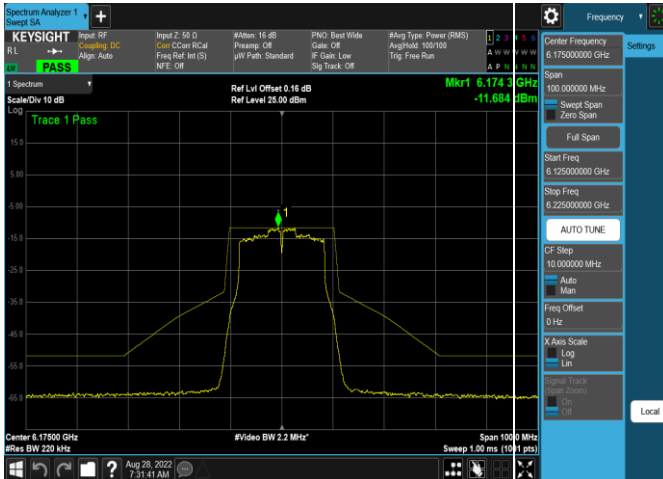 Spectrum Analyzer 1
Swept SA
+
Frequency
KEYSIGHT
RL
PASS
Input: RF
Coupling: DC
Align: Auto
Input Z: 50 Ω
Corr CCorr RCal
Freq Ref: Int (S)
NFE: Off
#Atten: 16 dB
Preamp: Off
µW Path: Standard
PNO: Best Wide
Gate: Off
IF Gain: Low
Sig Track: Off
#Avg Type: Power (RMS)
Avg|Hold: 100/100
Trig: Free Run
1 2 3 4 5 6
A W W W W W
A P N N N N
1 Spectrum
Scale/Div 10 dB
Log
Ref Lvl Offset 0.16 dB
Ref Level 25.00 dBm
Mkr1 6.174 3 GHz
-11.684 dBm
Trace 1 Pass
15.0
5.00
-5.00
-15.0
-25.0
-35.0
-45.0
-55.0
-65.0
1
Center 6.17500 GHz
#Res BW 220 kHz
#Video BW 2.2 MHz*
Span 100.0 MHz
Sweep 1.00 ms (1001 pts)
Aug 28, 2022
7:31:41 AM
Center Frequency
6.175000000 GHz
Settings
Span
100.000000 MHz
Swept Span
Zero Span
Full Span
Start Freq
6.125000000 GHz
Stop Freq
6.225000000 GHz
AUTO TUNE
CF Step
10.000000 MHz
Auto
Man
Freq Offset
0 Hz
X Axis Scale
Log
Lin
Signal Track
(Span Zoom)
On
Off
Local